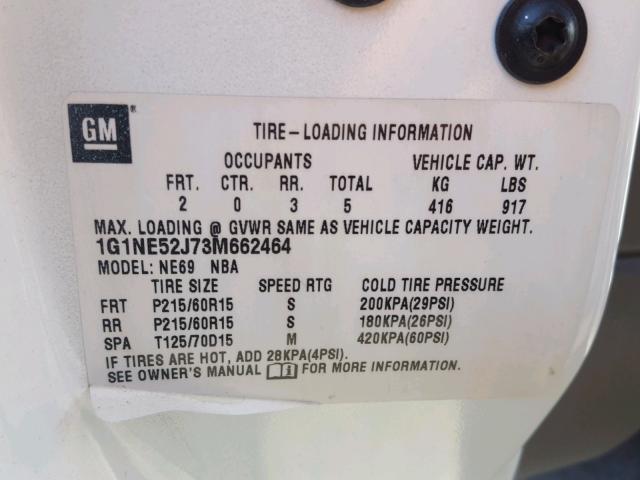 GM ®
TIRE–LOADING INFORMATION
OCCUPANTS VEHICLE CAP. WT.
FRT. CTR. RR. TOTAL KG LBS
2 0 3 5 416 917
MAX. LOADING @ GVWR SAME AS VEHICLE CAPACITY WEIGHT.
1G1NE52J73M662464
MODEL: NE69 NBA
TIRE SIZE SPEED RTG COLD TIRE PRESSURE
FRT P215/60R15 S 200KPA(29PSI)
RR P215/60R15 S 180KPA(26PSI)
SPA T125/70D15 M 420KPA(60PSI)
IF TIRES ARE HOT, ADD 28KPA(4PSI).
SEE OWNER'S MANUAL FOR MORE INFORMATION.